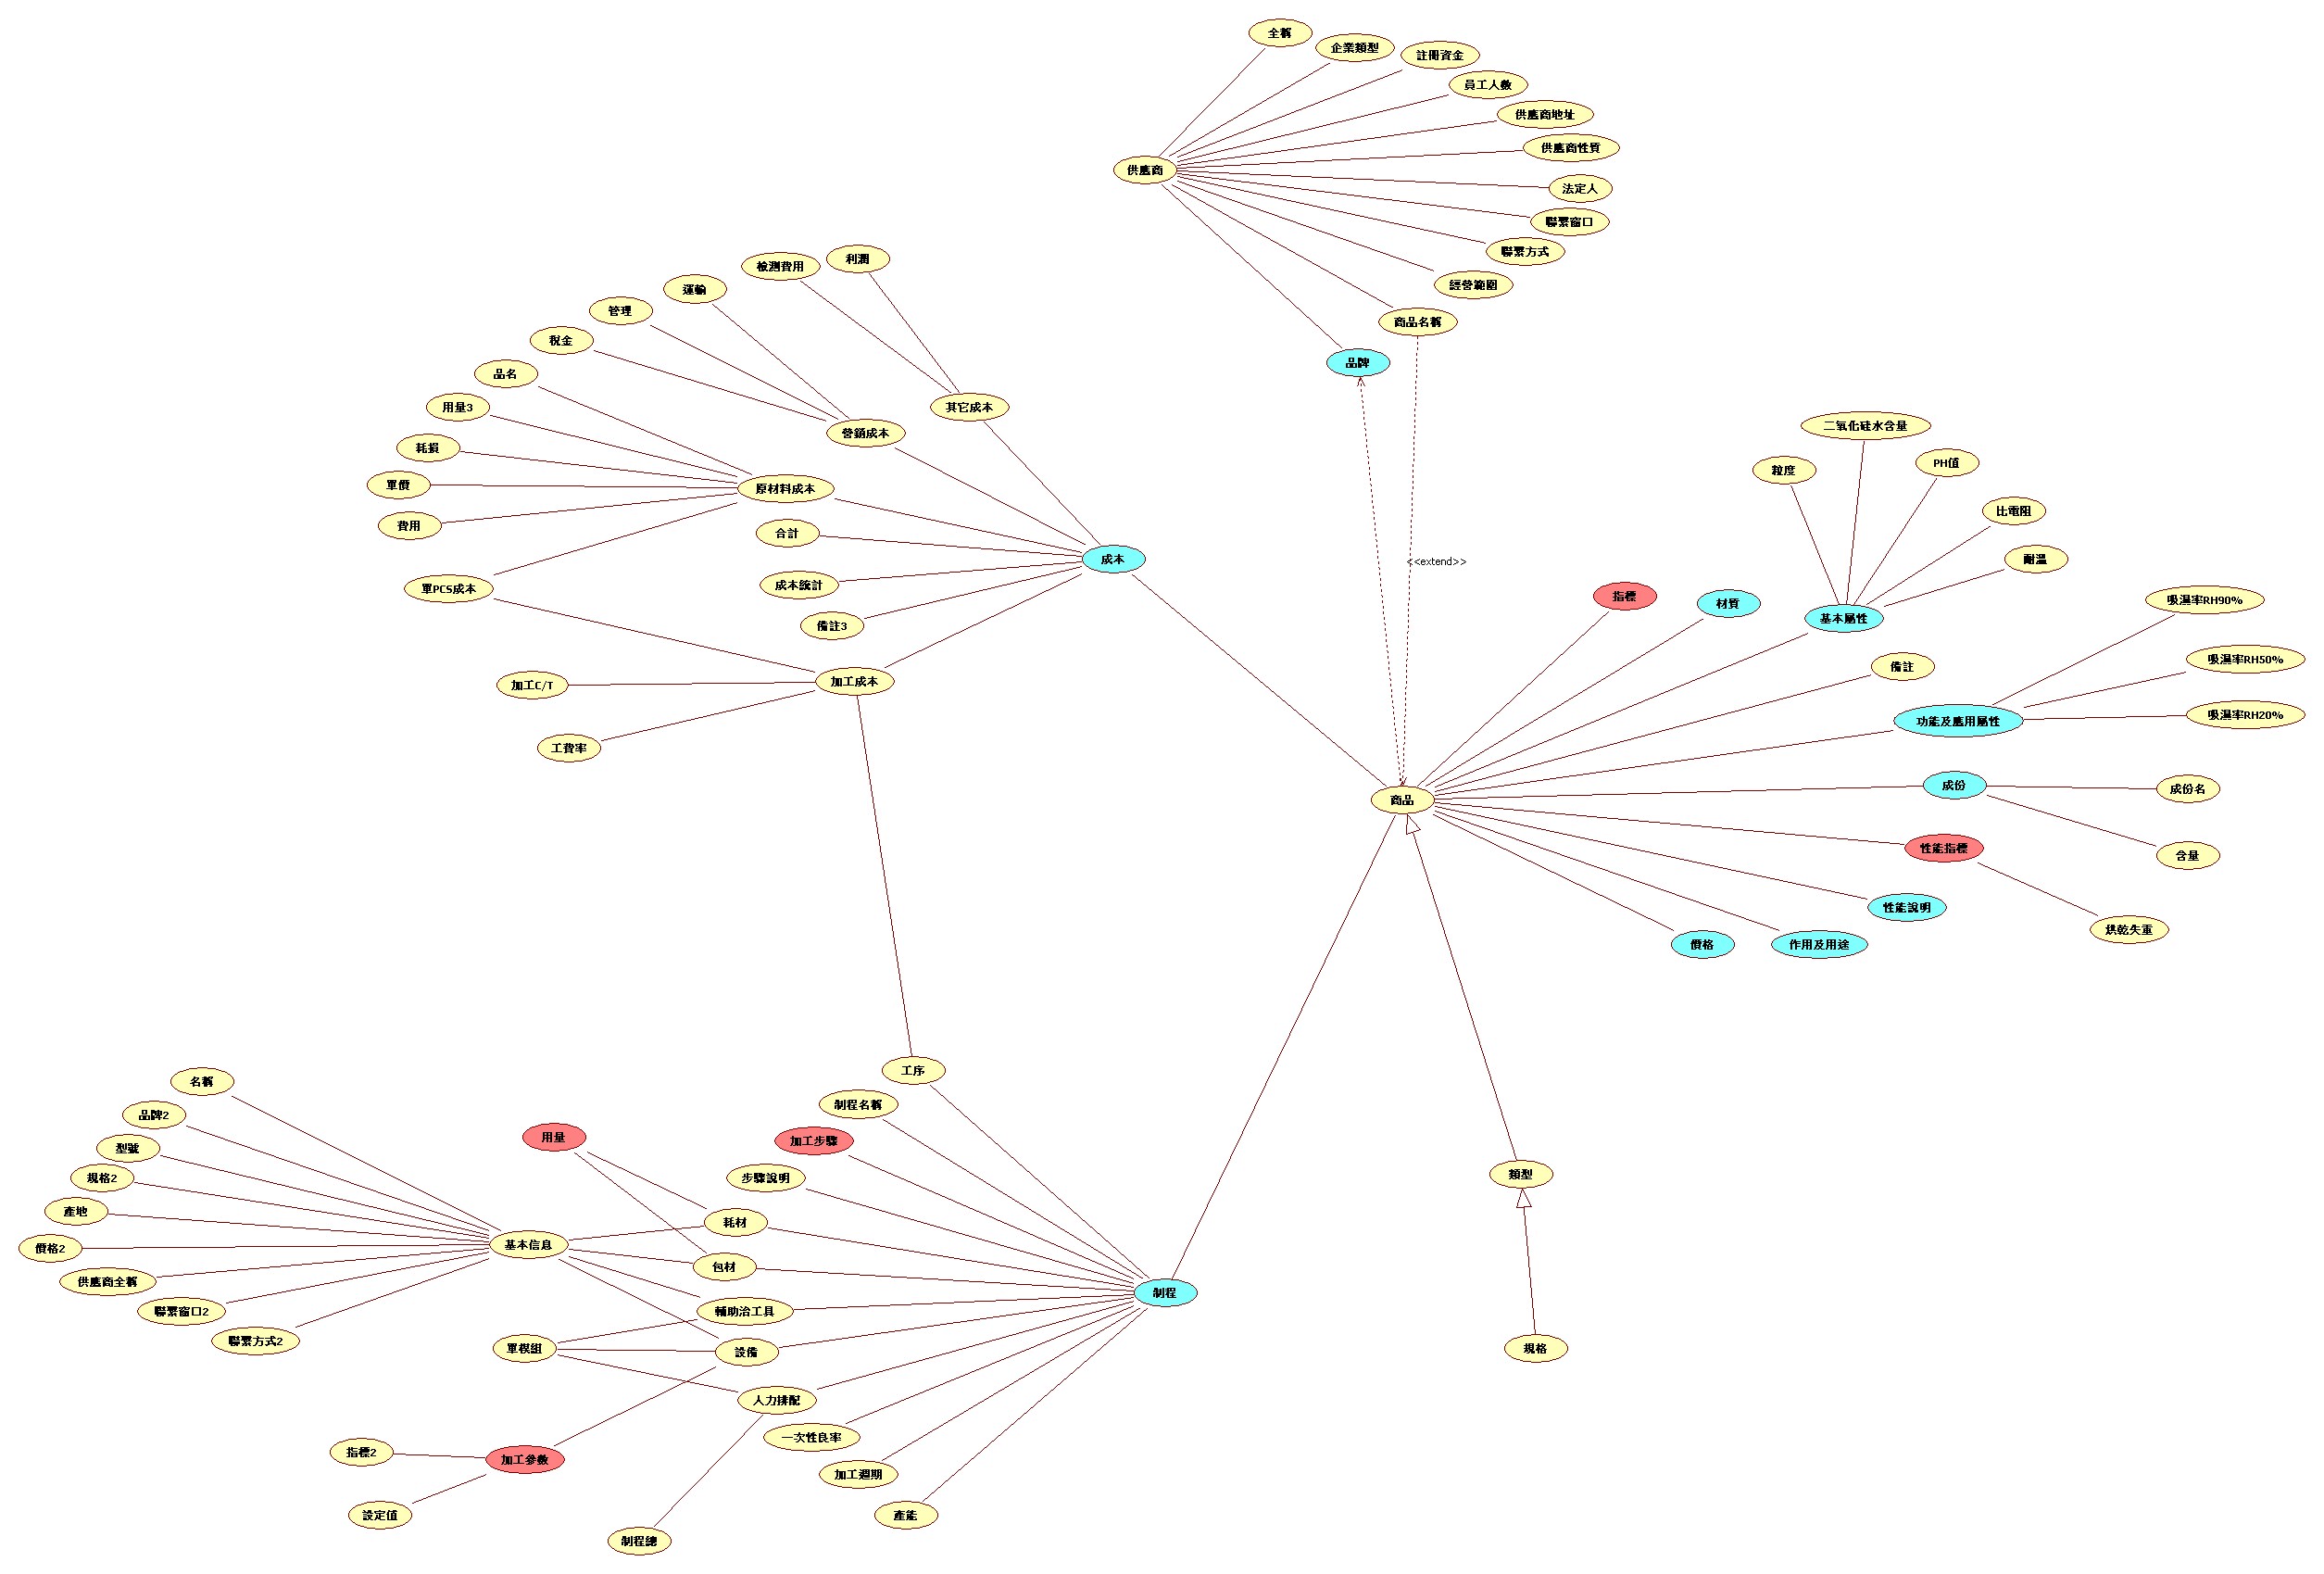 全稱
企業類型
註冊資金
員工人數
供應商地址
供應商性質
法定人
聯繫窗口
聯繫方式
經營範圍
商品名稱
供應商
品牌
利潤
檢測費用
運輸
管理
稅金
品名
用量3
耗損
單價
費用
其它成本
營銷成本
原材料成本
合計
成本統計
備註3
單PCS成本
成本
加工成本
加工C/T
工費率
<<extend>>
二氧化硅水含量
粒度
PH值
比電阻
耐溫
指標
材質
基本屬性
備註
吸濕率RH90%
吸濕率RH50%
吸濕率RH20%
功能及應用屬性
商品
成份
成份名
含量
性能指標
烘乾失重
性能說明
作用及用途
價格
類型
規格
工序
制程名稱
加工步驟
步驟說明
耗材
包材
輔助治工具
設備
人力排配
一次性良率
加工週期
產能
制程
用量
名稱
品牌2
型號
規格2
產地
價格2
供應商全稱
聯繫窗口2
聯繫方式2
基本信息
單模組
指標2
加工參數
設定值
制程總